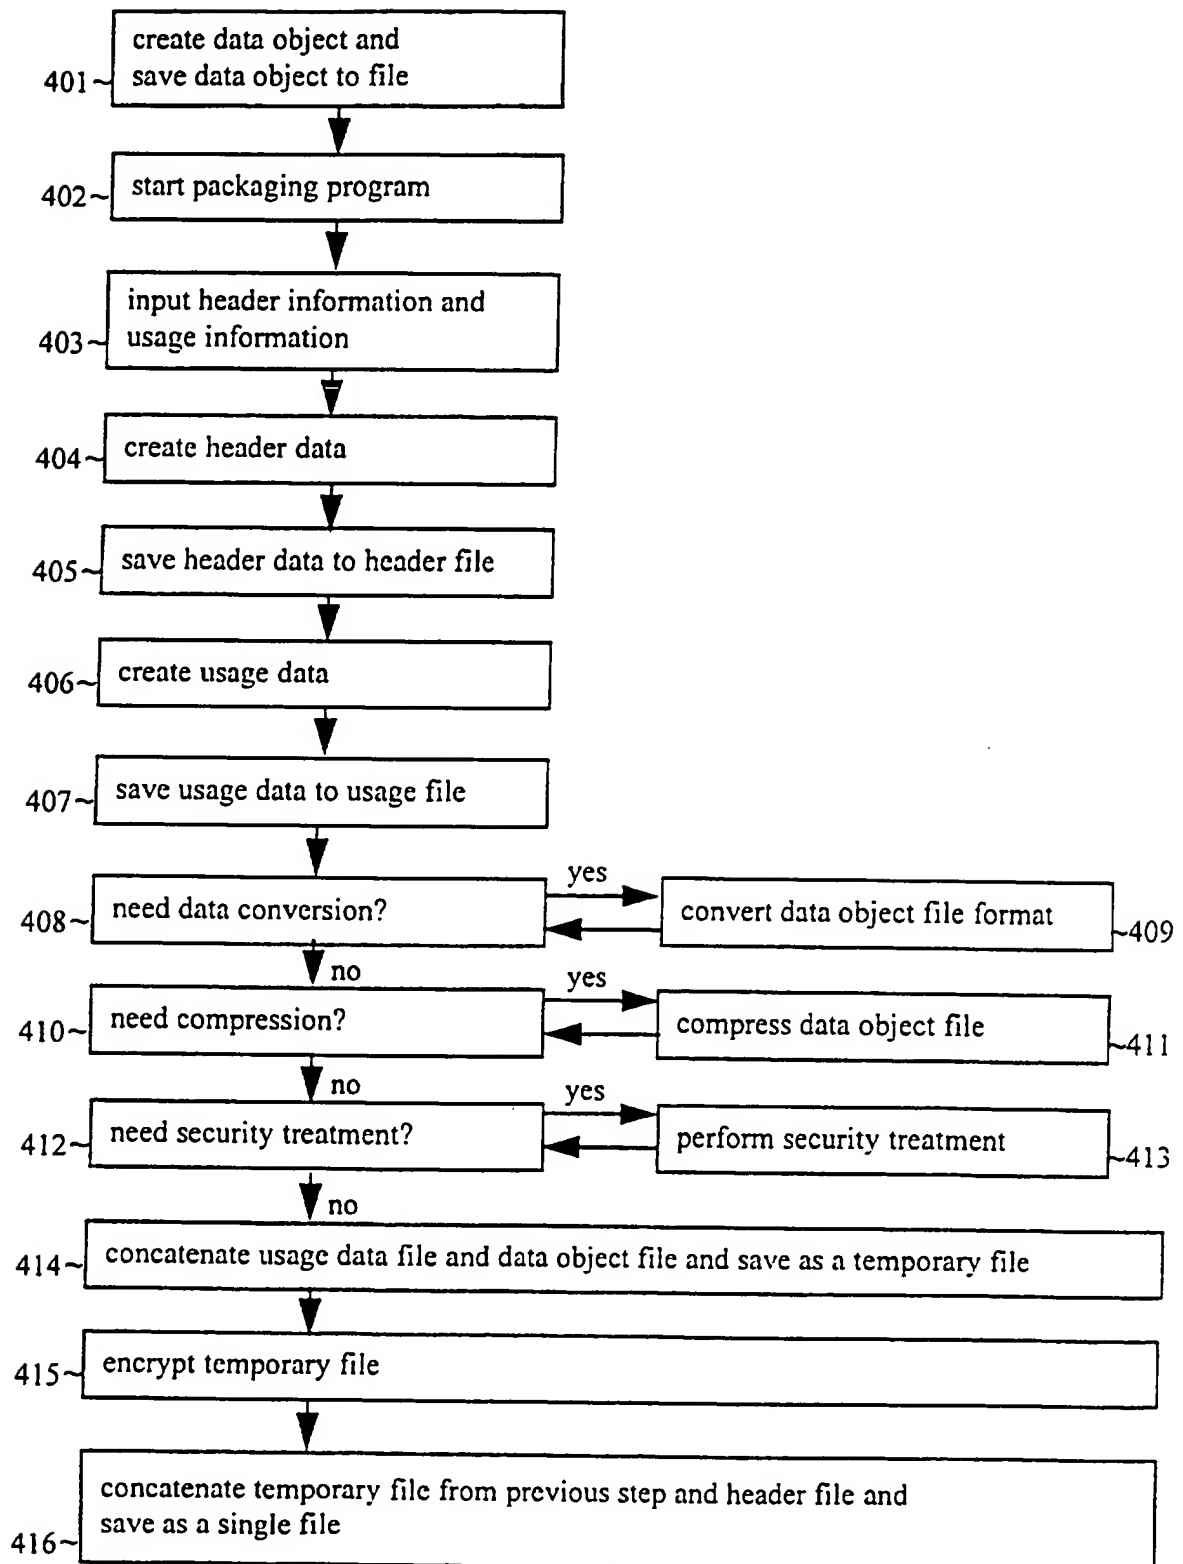 create data object and
save data object to file
401~
start packaging program
402~
input header information and
usage information
403~
create header data
404~
save header data to header file
405~
create usage data
406~
save usage data to usage file
407~
yes
need data conversion?
convert data object file format
408~
~409
no
yes
need compression?
compress data object file
410~
~411
no
yes
need security treatment?
perform security treatment
412~
~413
no
concatenate usage data file and data object file and save as a temporary file
414~
encrypt temporary file
415~
concatenate temporary file from previous step and header file and
save as a single file
416~